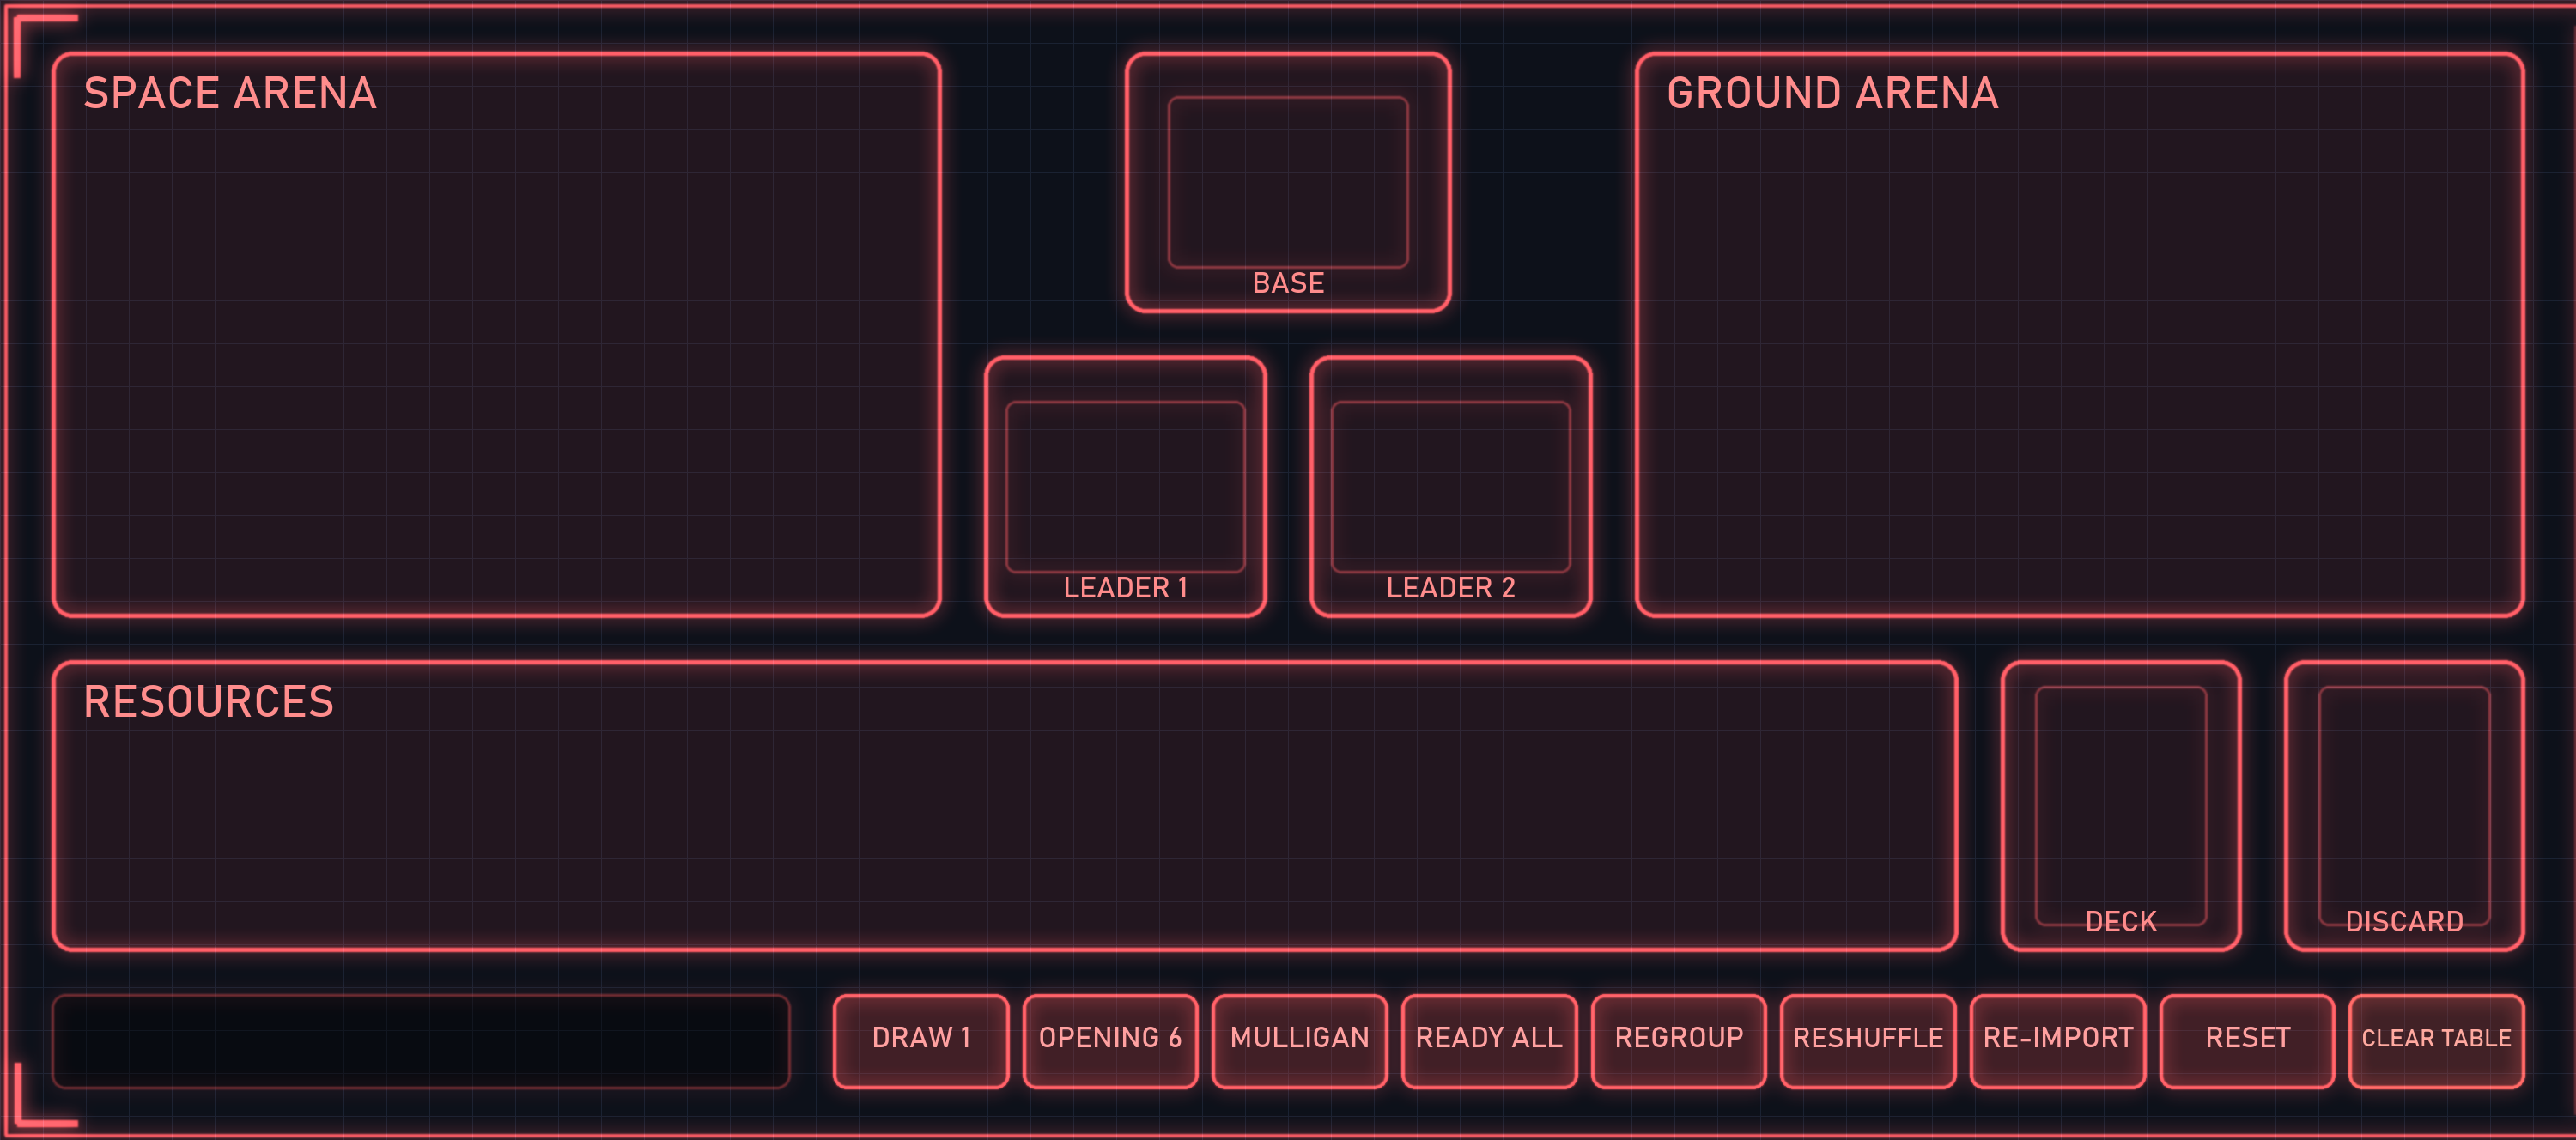 SPACE ARENA
BASE
GROUND ARENA
LEADER 1
LEADER 2
RESOURCES
DECK
DISCARD
DRAW 1
OPENING 6
MULLIGAN
READY ALL
REGROUP
RESHUFFLE
RE-IMPORT
RESET
CLEAR TABLE